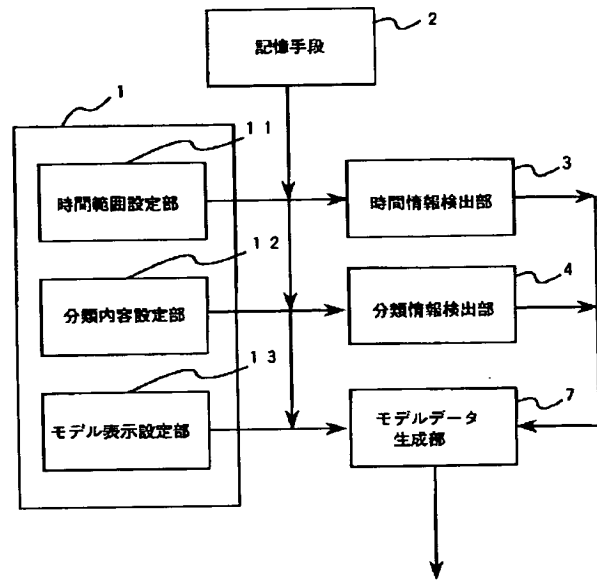 2
記憶手段
1
11
時間範囲設定部
3
時間情報検出部
12
分類内容設定部
4
分類情報検出部
13
モデル表示設定部
7
モデルデータ
生成部